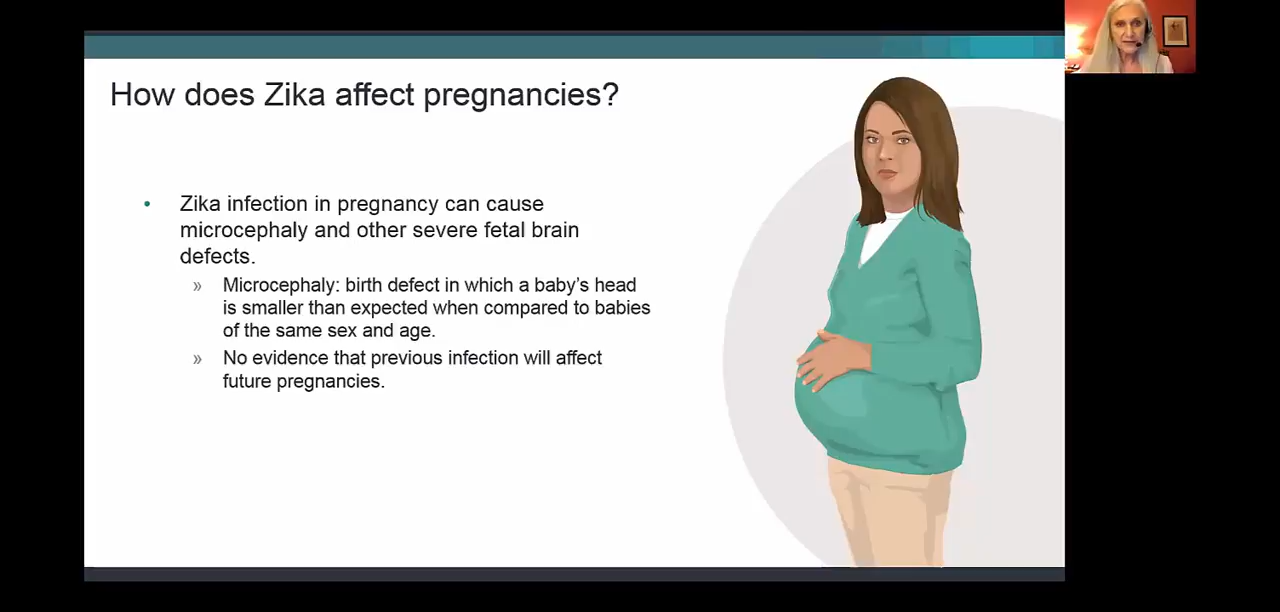 How does Zika affect pregnancies?
• Zika infection in pregnancy can cause
microcephaly and other severe fetal brain
defects.
» Microcephaly: birth defect in which a baby's head
is smaller than expected when compared to babies
of the same sex and age.
» No evidence that previous infection will affect
future pregnancies.